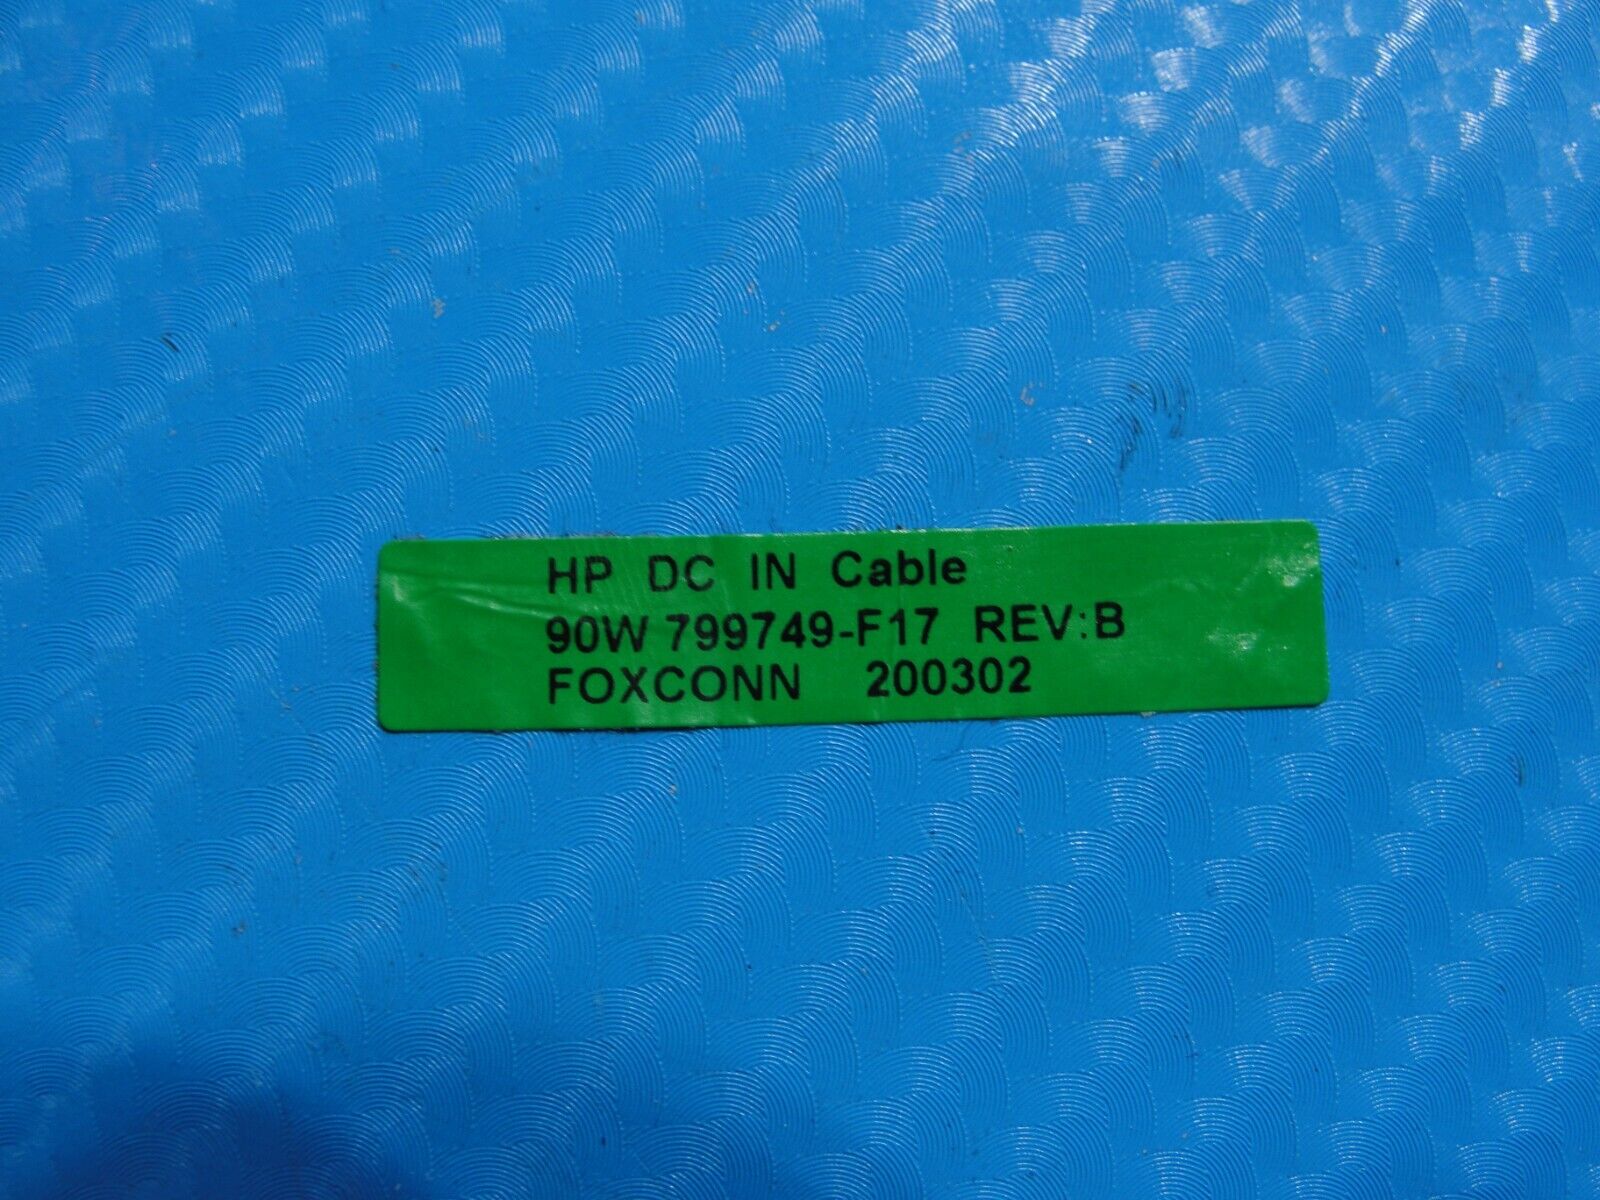 HP DC IN Cable
90W 799749-F17 REV:B
FOXCONN 200302